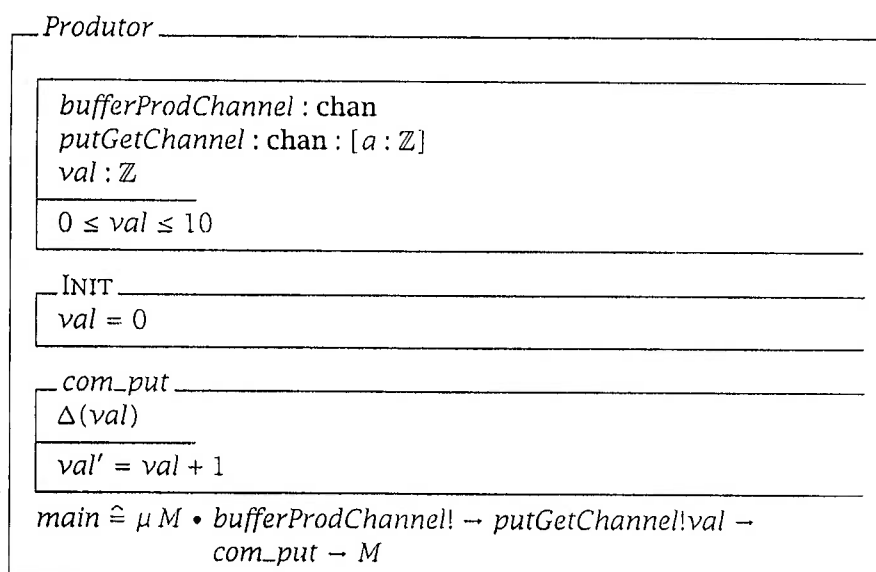 Produtor
bufferProdChannel : chan
putGetChannel : chan : [a : ℤ]
val : ℤ
0 ≤ val ≤ 10
INIT
val = 0
com_put
Δ(val)
val′ = val + 1
main ≙ μ M • bufferProdChannel! → putGetChannel!val →
com_put → M